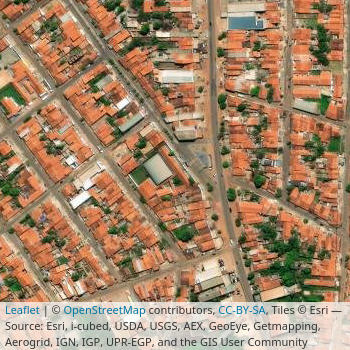 Leaflet | © OpenStreetMap contributors, CC-BY-SA, Tiles © Esri —
Source: Esri, i-cubed, USDA, USGS, AEX, GeoEye, Getmapping,
Aerogrid, IGN, IGP, UPR-EGP, and the GIS User Community